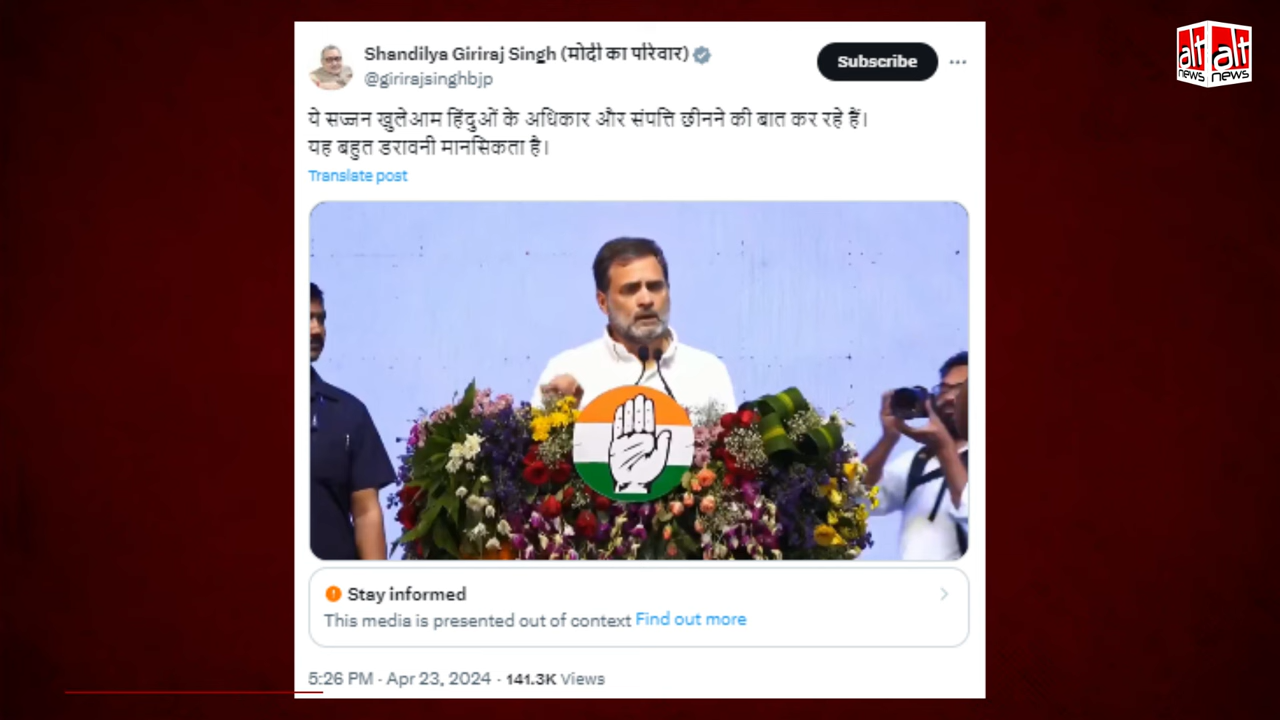 Shandilya Giriraj Singh (मोदी का परिवार)
Subscribe
@girirajsinghbjp
ये सज्जन खुलेआम हिंदुओं के अधिकार और संपत्ति छीनने की बात कर रहे हैं।
यह बहुत डरावनी मानसिकता है।
Translate post
Stay informed
This media is presented out of context Find out more
5:26 PM · Apr 23, 2024 · 141.3K Views
alt alt
news news